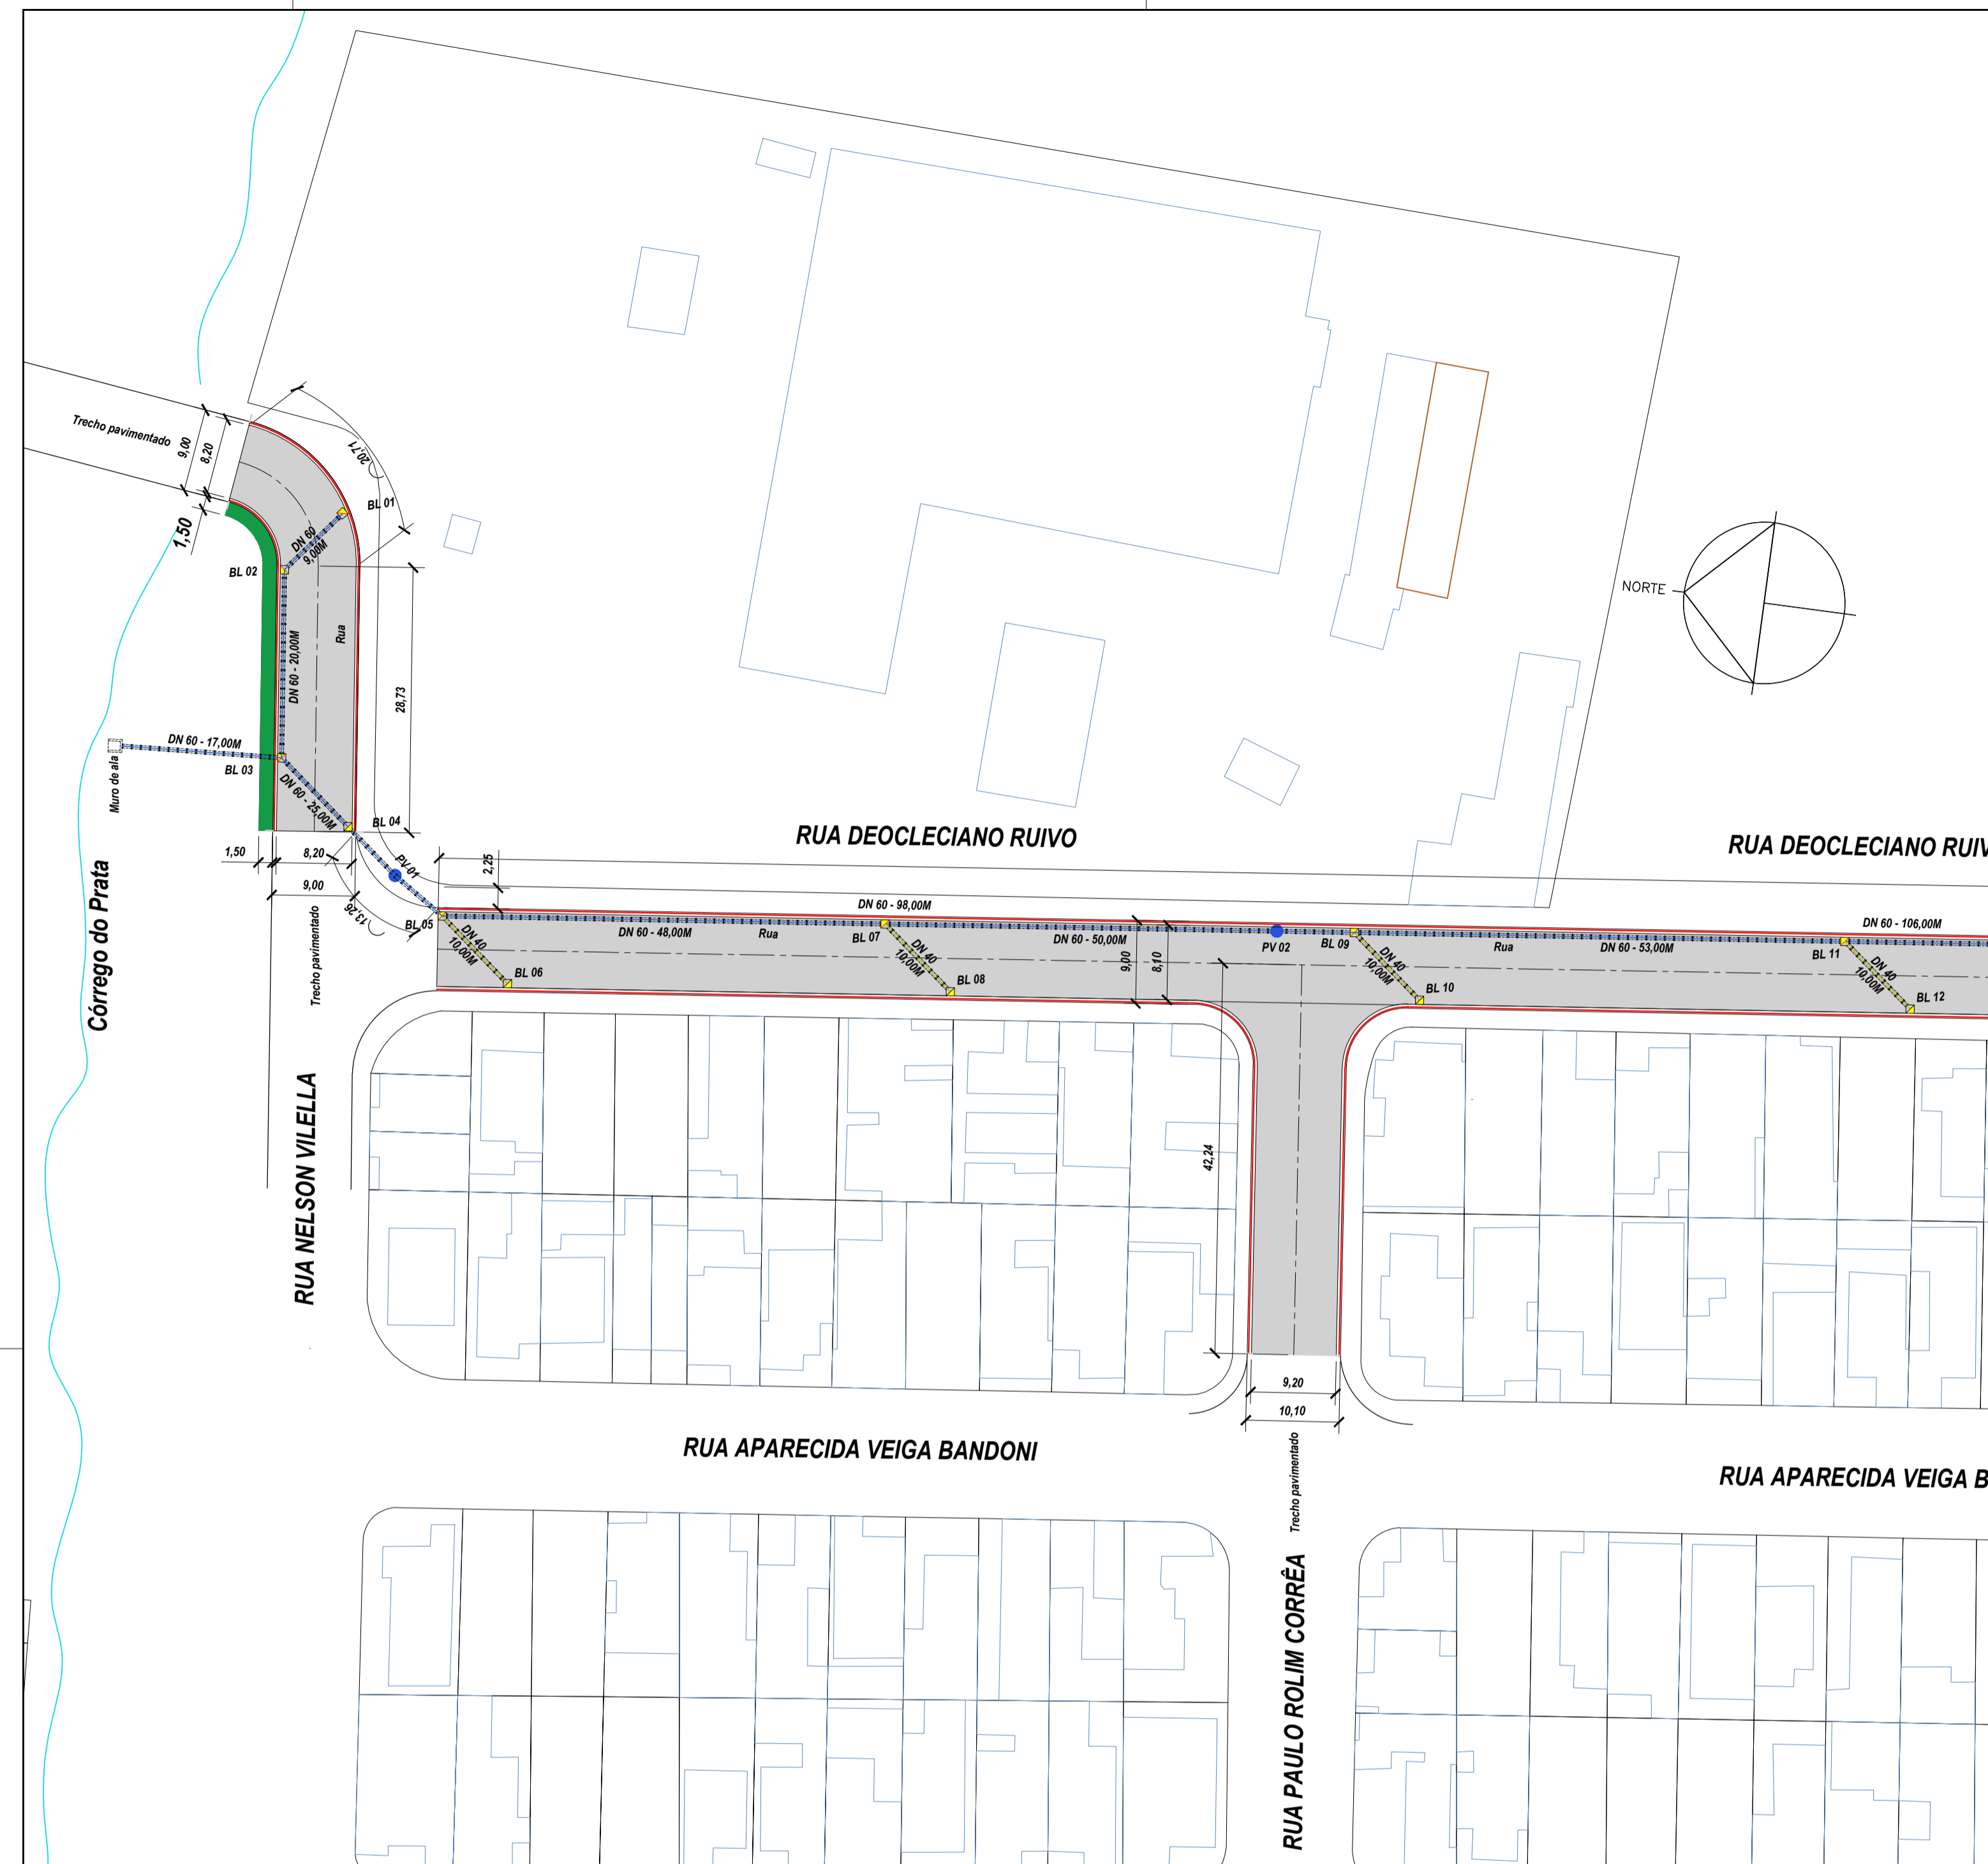 Trecho pavimentado
9,00
8,20
1,50
20,71
BL 01
DN 60
9,00M
BL 02
DN 60 - 20,00M
Rua
28,73
NORTE
DN 60 - 17,00M
BL 03
Muro de ala
DN 60 - 25,00M
BL 04
1,50
8,20
9,00
PV-01
13,26
2,25
Córrego do Prata
Trecho pavimentado
RUA NELSON VILELLA
RUA DEOCLECIANO RUIVO
RUA DEOCLECIANO RUIV
DN 60 - 98,00M
DN 60 - 106,00M
BL 05
DN 40
10,00M
BL 06
DN 60 - 48,00M
Rua
BL 07
DN 40
10,00M
BL 08
DN 60 - 50,00M
9,00
8,10
PV 02
BL 09
DN 40
10,00M
BL 10
Rua
DN 60 - 53,00M
BL 11
DN 40
10,00M
BL 12
42,24
9,20
10,10
Trecho pavimentado
RUA APARECIDA VEIGA BANDONI
RUA APARECIDA VEIGA B
RUA PAULO ROLIM CORRÊA